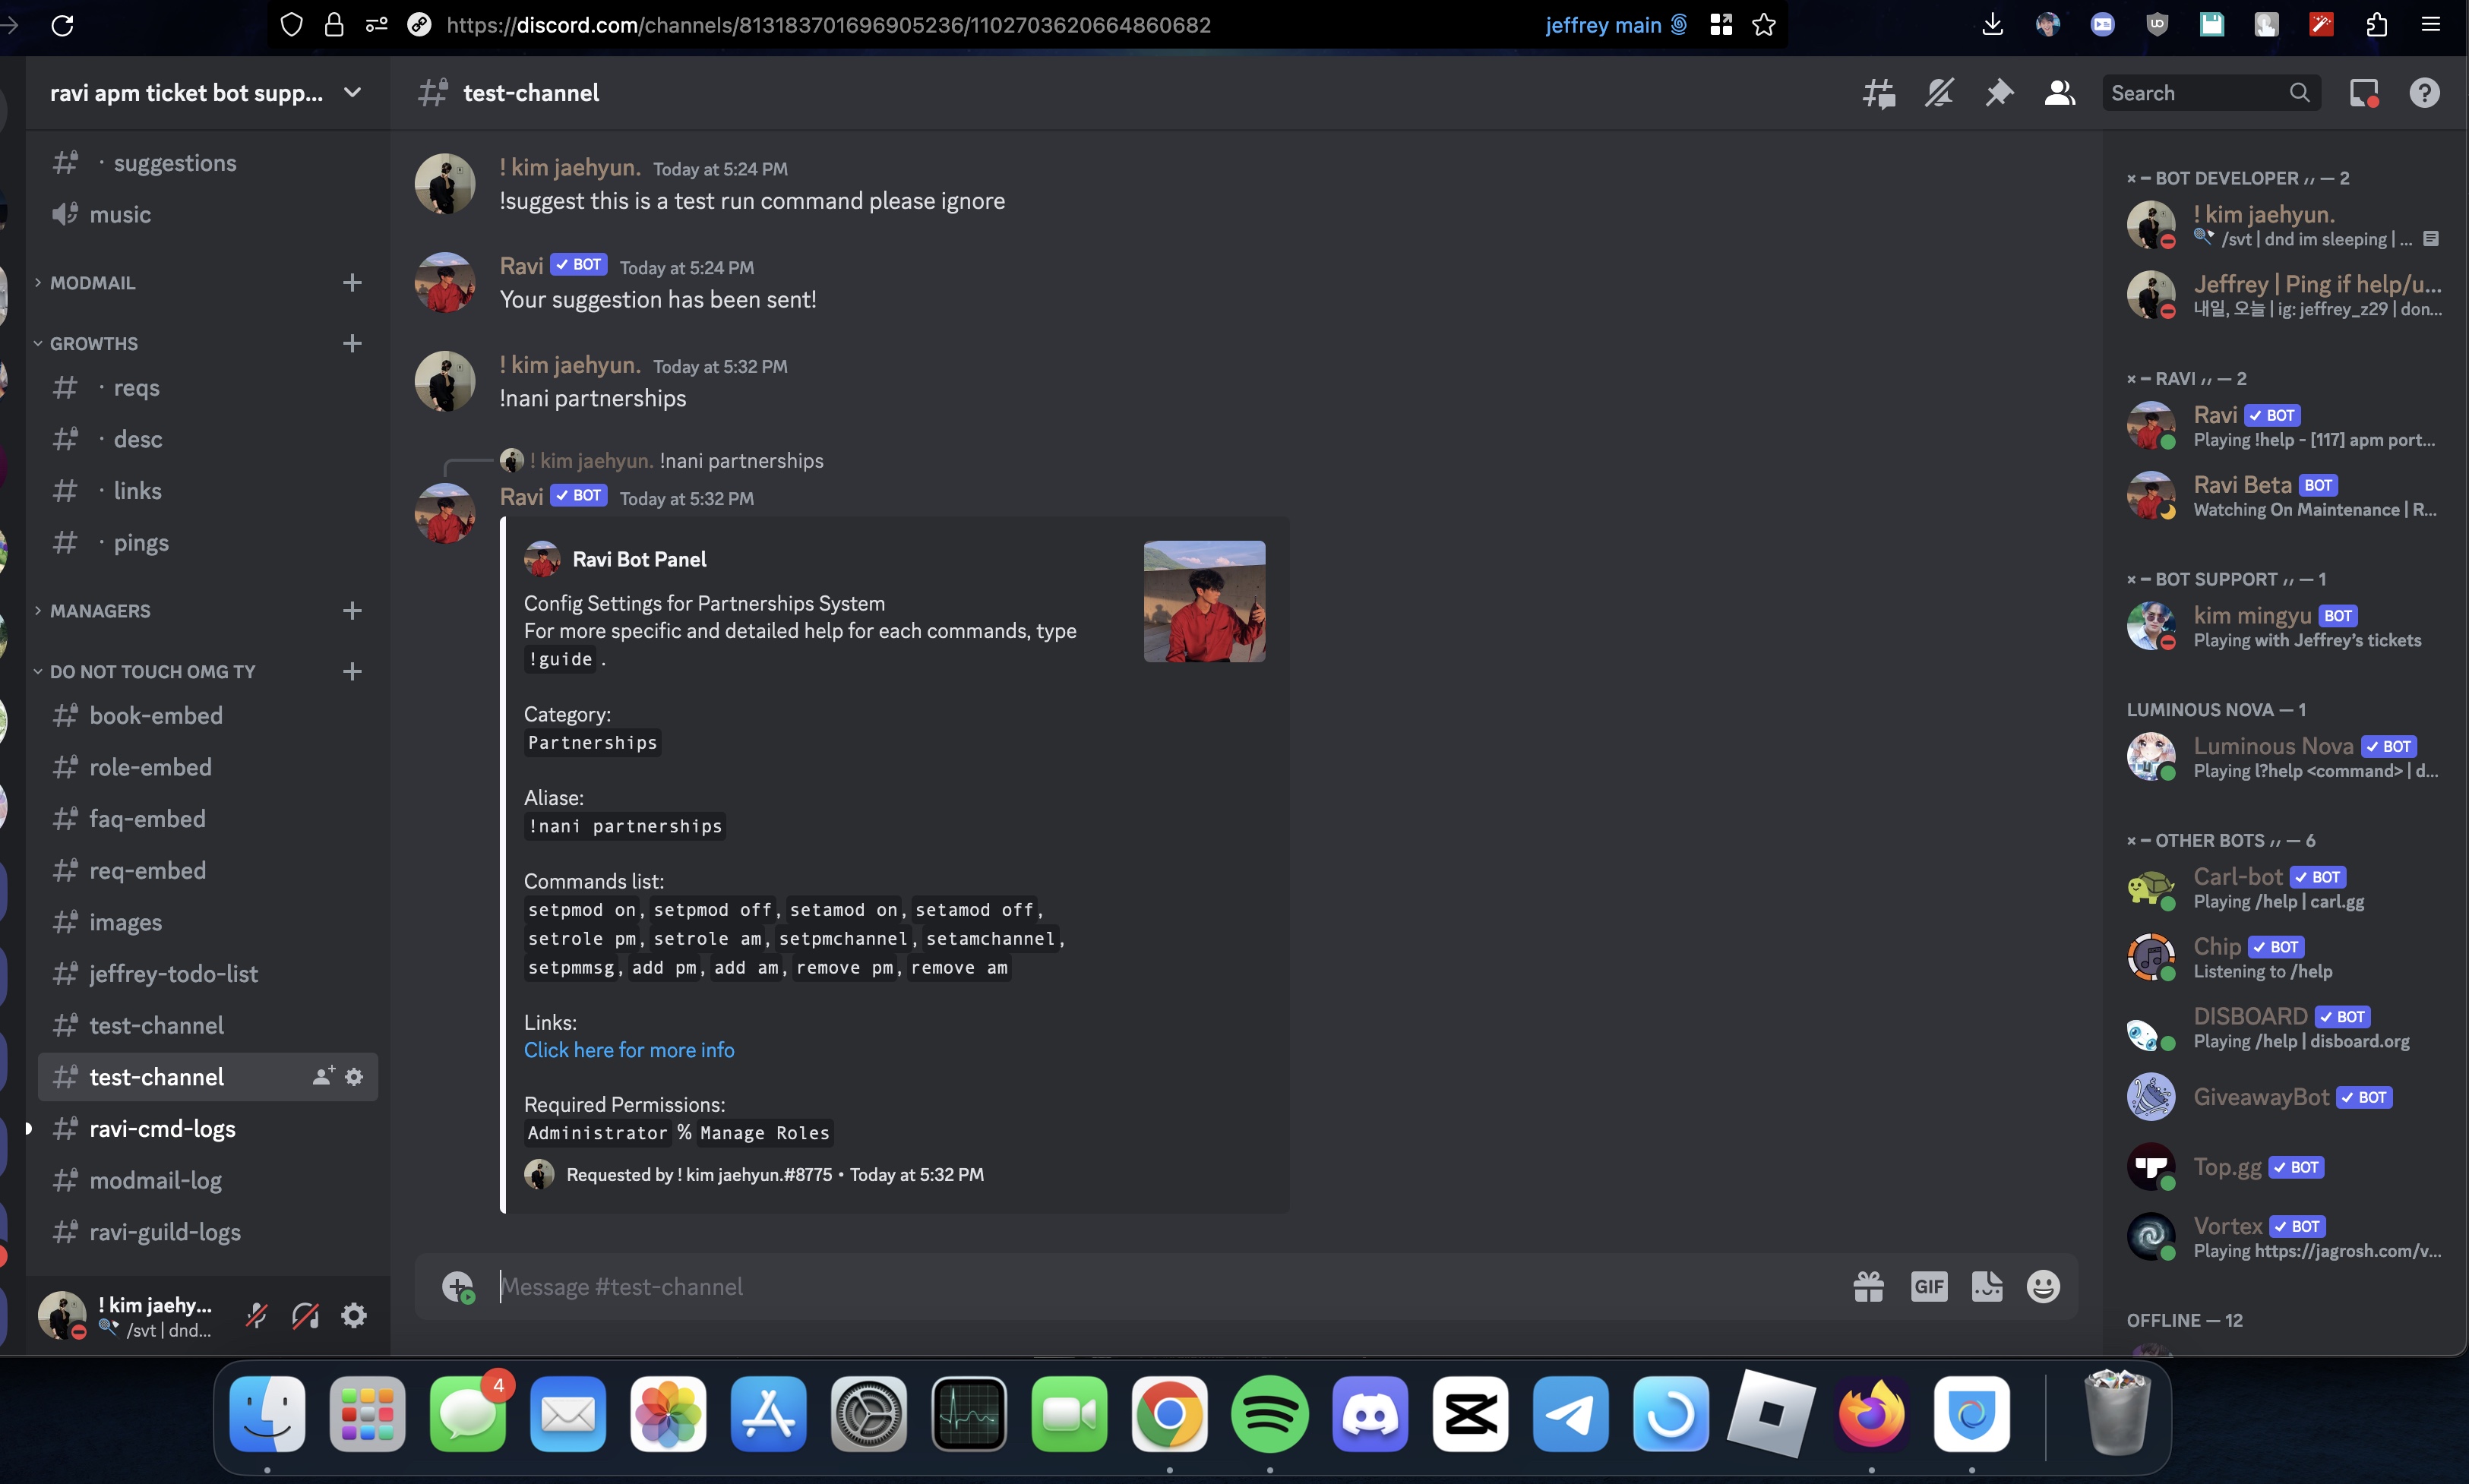 https://discord.com/channels/813183701696905236/1102703620664860682
jeffrey main
ravi apm ticket bot supp...
· suggestions
music
MODMAIL
GROWTHS
· reqs
· desc
· links
· pings
MANAGERS
DO NOT TOUCH OMG TY
book-embed
role-embed
faq-embed
req-embed
images
jeffrey-todo-list
test-channel
test-channel
ravi-cmd-logs
modmail-log
ravi-guild-logs
! kim jaehy...
/svt | dnd...
test-channel
Search
! kim jaehyun. Today at 5:24 PM
!suggest this is a test run command please ignore
Ravi ✓ BOT Today at 5:24 PM
Your suggestion has been sent!
! kim jaehyun. Today at 5:32 PM
!nani partnerships
! kim jaehyun. !nani partnerships
Ravi ✓ BOT Today at 5:32 PM
Ravi Bot Panel
Config Settings for Partnerships System
For more specific and detailed help for each commands, type
!guide .
Category:
Partnerships
Aliase:
!nani partnerships
Commands list:
setpmod on, setpmod off, setamod on, setamod off,
setrole pm, setrole am, setpmchannel, setamchannel,
setpmmsg, add pm, add am, remove pm, remove am
Links:
Click here for more info
Required Permissions:
Administrator % Manage Roles
Requested by ! kim jaehyun.#8775 • Today at 5:32 PM
Message #test-channel
GIF
× ━ BOT DEVELOPER 〃 — 2
! kim jaehyun.
/svt | dnd im sleeping | ...
Jeffrey | Ping if help/u...
내일, 오늘 | ig: jeffrey_z29 | don...
× ━ RAVI 〃 — 2
Ravi ✓ BOT
Playing !help - [117] apm port...
Ravi Beta BOT
Watching On Maintenance | R...
× ━ BOT SUPPORT 〃 — 1
kim mingyu BOT
Playing with Jeffrey's tickets
LUMINOUS NOVA — 1
Luminous Nova ✓ BOT
Playing l?help <command> | d...
× ━ OTHER BOTS 〃 — 6
Carl-bot ✓ BOT
Playing /help | carl.gg
Chip ✓ BOT
Listening to /help
DISBOARD ✓ BOT
Playing /help | disboard.org
GiveawayBot ✓ BOT
Top.gg ✓ BOT
Vortex ✓ BOT
Playing https://jagrosh.com/v...
OFFLINE — 12
4